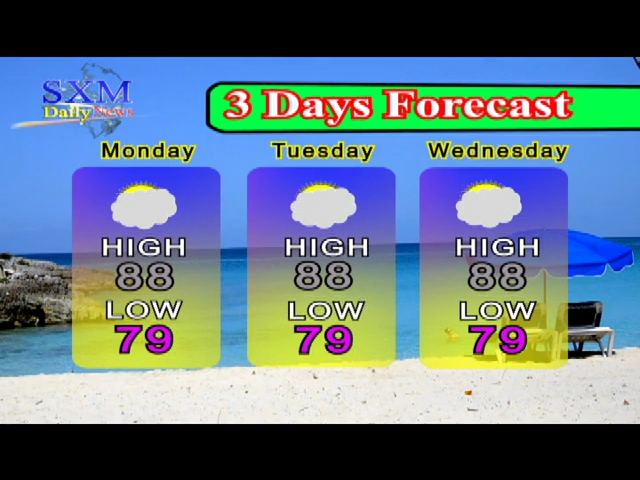 SXM
Daily News
3 Days Forecast
Monday Tuesday Wednesday
HIGH HIGH HIGH
88 88 88
LOW LOW LOW
79 79 79